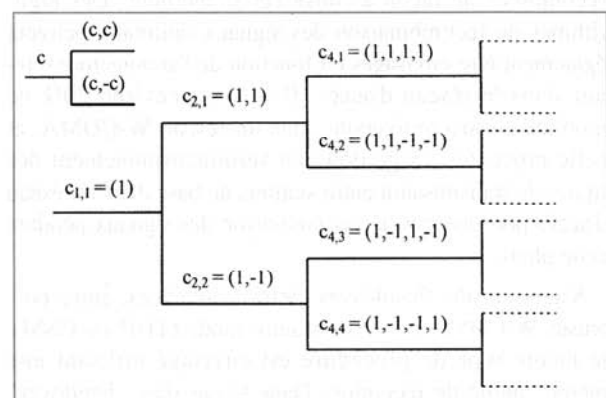 (c,c)
c
(c,-c)
c4,1 = (1,1,1,1)
c2,1 = (1,1)
c4,2 = (1,1,-1,-1)
c1,1 = (1)
c4,3 = (1,-1,1,-1)
c2,2 = (1,-1)
c4,4 = (1,-1,-1,1)